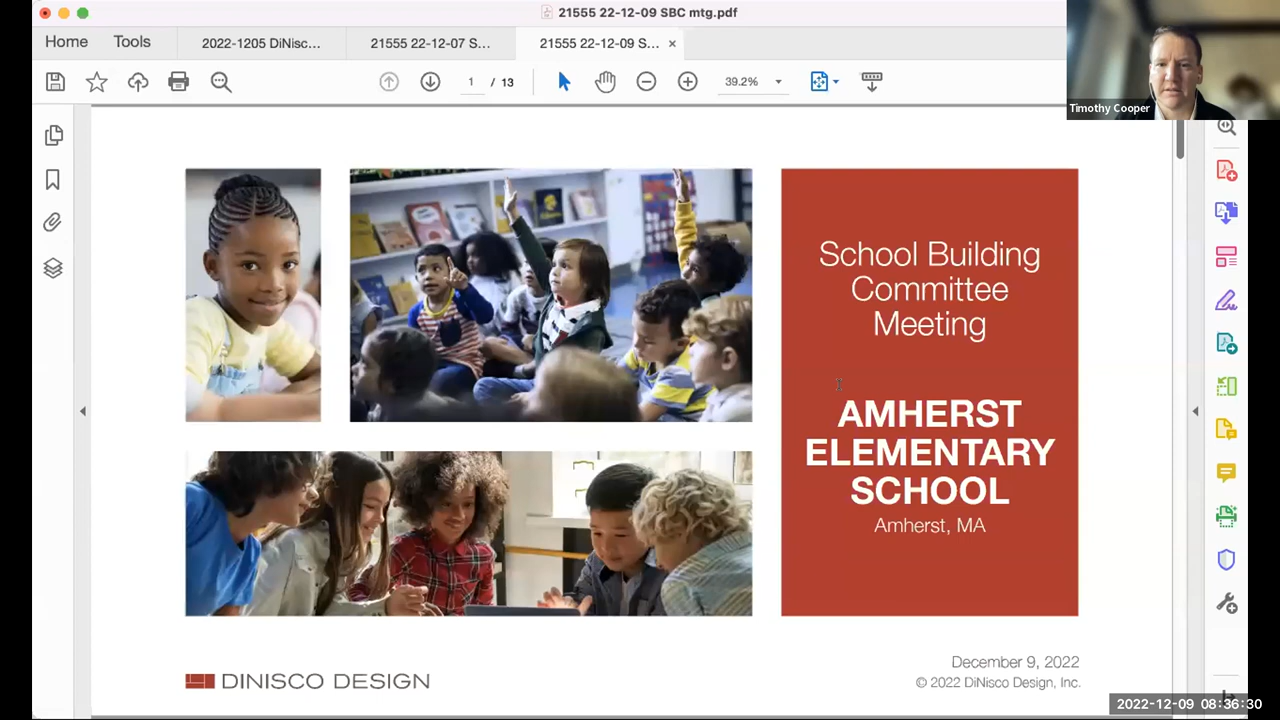 21555 22-12-09 SBC mtg.pdf
Home Tools 2022-1205 DiNisc... 21555 22-12-07 S... 21555 22-12-09 S... ×
1 / 13 39.2%
Timothy Cooper
School Building
Committee
Meeting
AMHERST
ELEMENTARY
SCHOOL
Amherst, MA
DINISCO DESIGN
December 9, 2022
© 2022 DiNisco Design, Inc.
2022-12-09 08:36:30